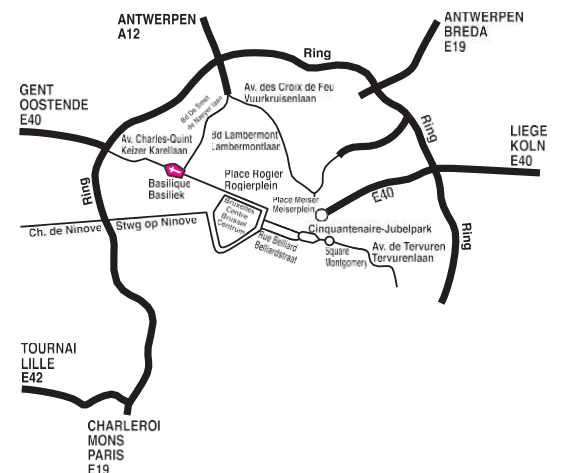 ANTWERPEN
A12
ANTWERPEN
BREDA
E19
Ring
GENT
OOSTENDE
E40
Av. des Croix de Feu
Vuurkruisenlaan
Bd De Smet
de Naeyer laan
Ring
LIEGE
KOLN
E40
Av. Charles-Quint
Keizer Karellaan
Bd Lambermont
Lambermontlaan
Place Rogier
Rogierplein
Basilique
Basiliek
Ring
Place Meiser
Meiserplein
E40
Bruxelles
Centre
Brussel
Centrum
Ch. de Ninove
Stwg op Ninove
Cinquantenaire-Jubelpark
Rue Belliard
Belliardstraat
Square
Montgomery
Av. de Tervuren
Tervurenlaan
Ring
TOURNAI
LILLE
E42
CHARLEROI
MONS
PARIS
E19